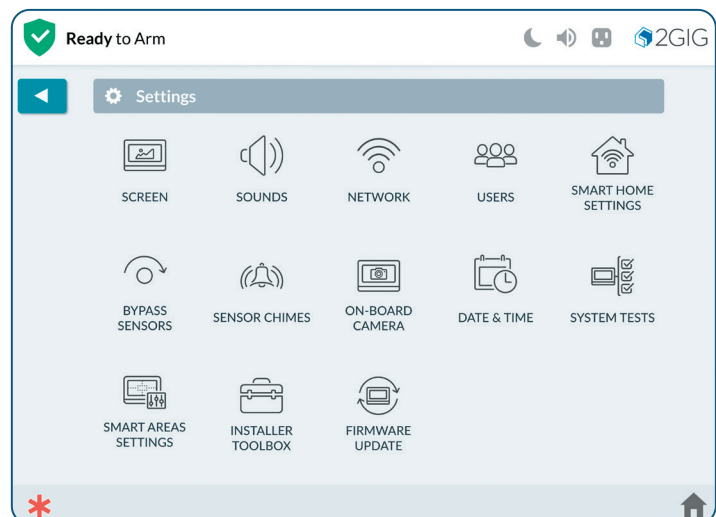 Ready to Arm
2GIG
Settings
SCREEN
SOUNDS
NETWORK
USERS
SMART HOME
SETTINGS
BYPASS
SENSORS
SENSOR CHIMES
ON-BOARD
CAMERA
DATE & TIME
SYSTEM TESTS
SMART AREAS
SETTINGS
INSTALLER
TOOLBOX
FIRMWARE
UPDATE